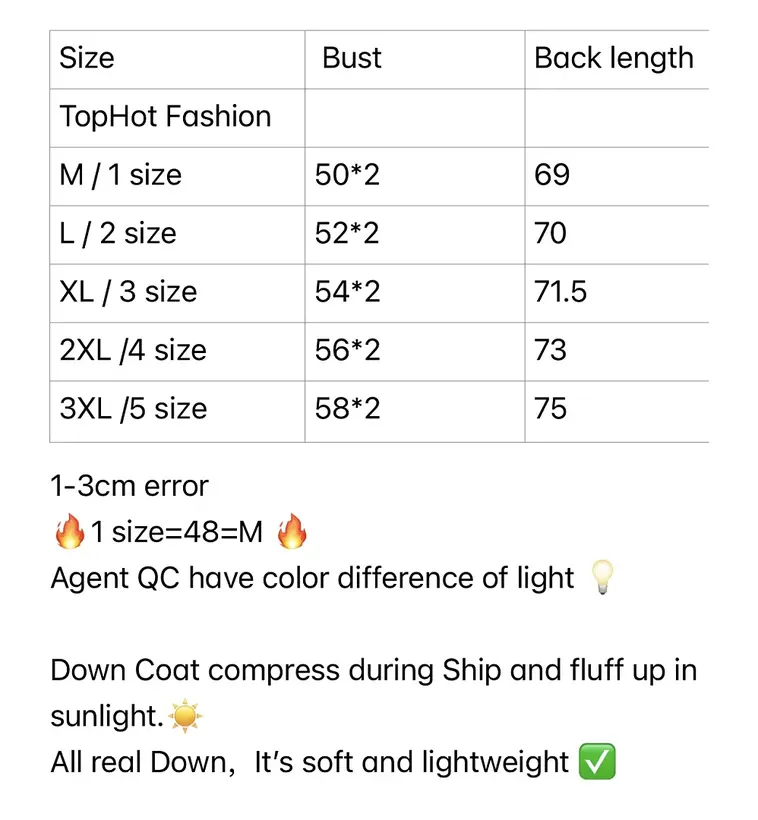 Size Bust Back length
TopHot Fashion
M / 1 size 50*2 69
L / 2 size 52*2 70
XL / 3 size 54*2 71.5
2XL /4 size 56*2 73
3XL /5 size 58*2 75
1-3cm error
🔥1 size=48=M 🔥
Agent QC have color difference of light 💡
Down Coat compress during Ship and fluff up in
sunlight.☀️
All real Down，It's soft and lightweight ✅